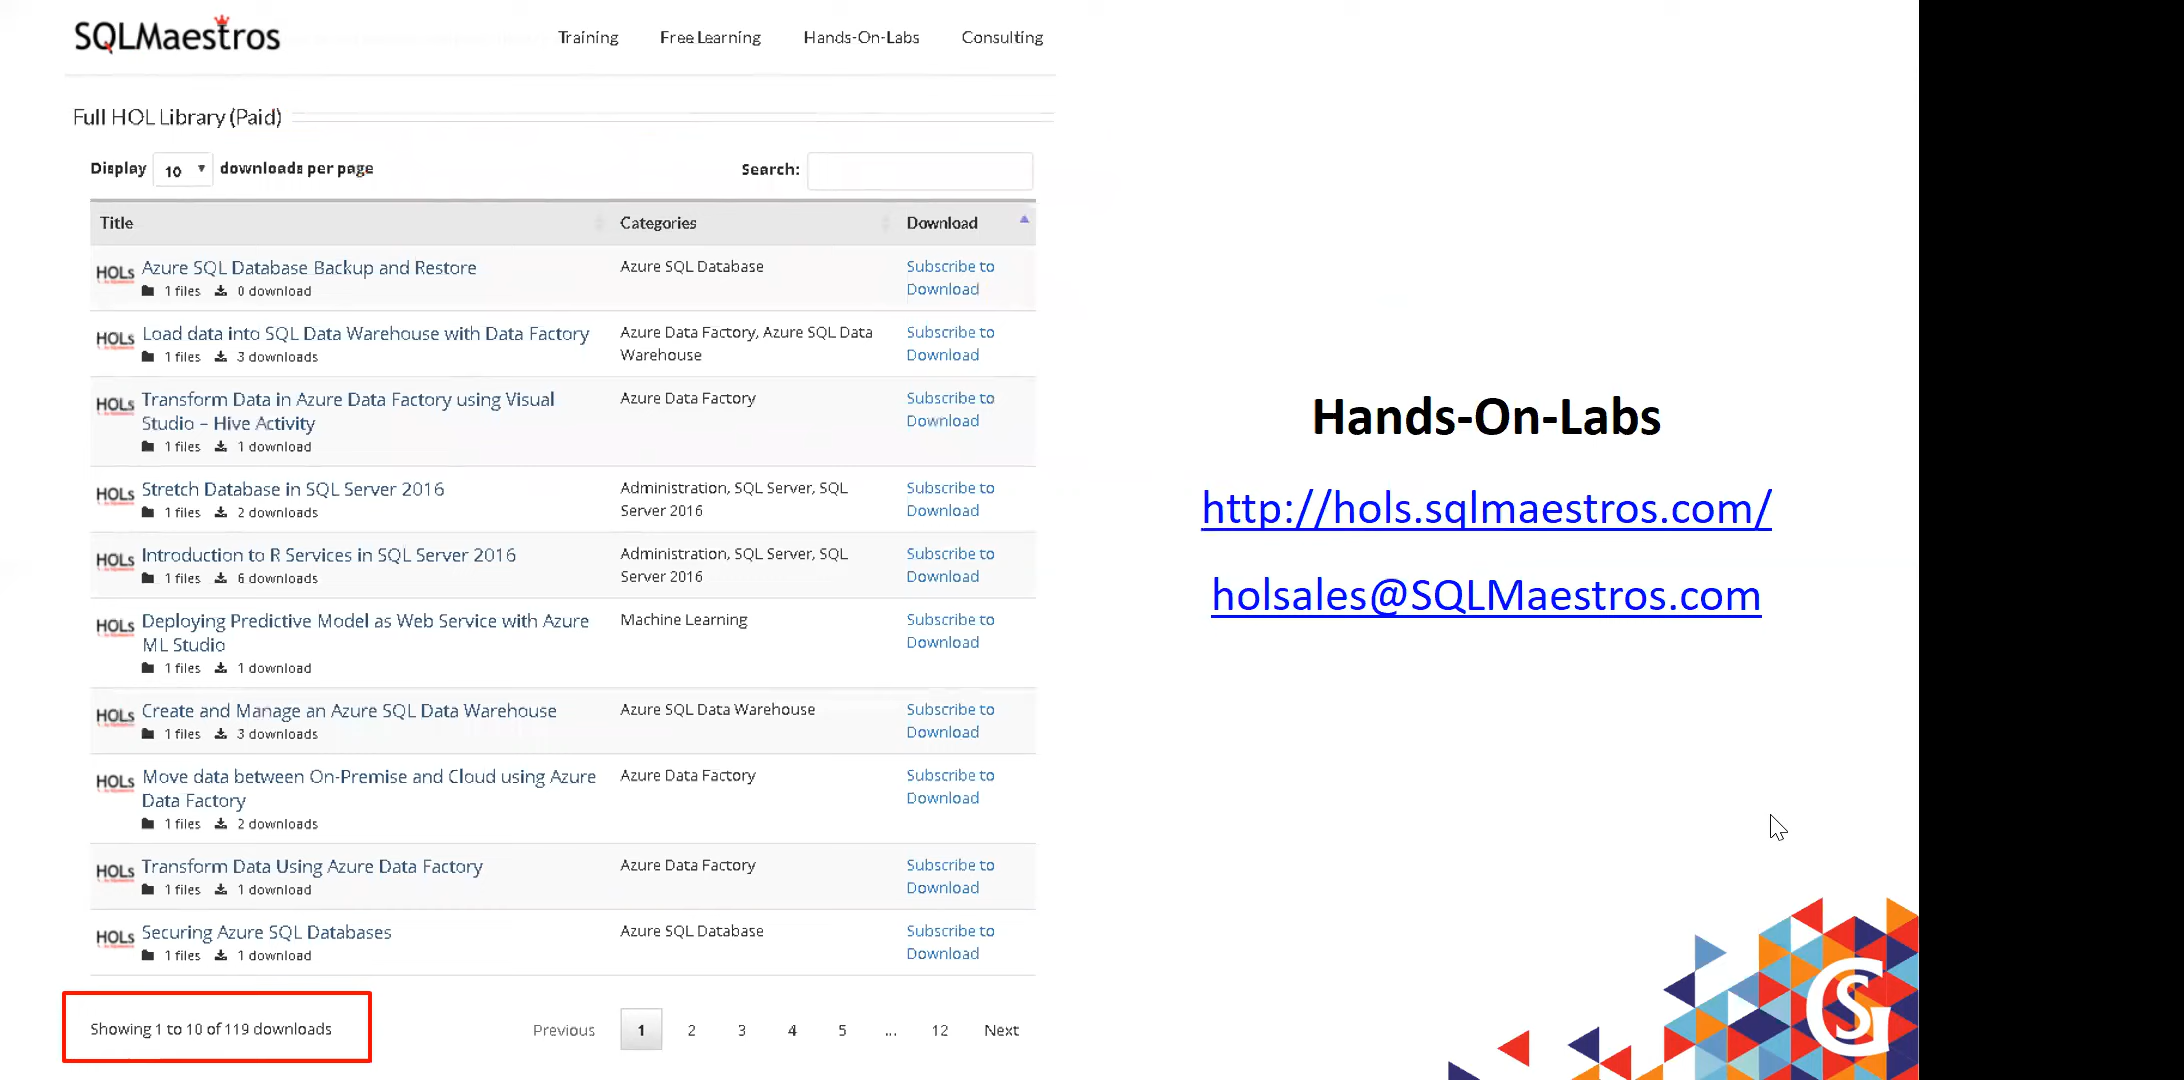 SQLMaestros
Training Free Learning Hands-On-Labs Consulting
Full HOL Library (Paid)
Display 10 downloads per page Search:
Title Categories Download
HOLs Azure SQL Database Backup and Restore Azure SQL Database Subscribe to
1 files 0 download Download
HOLs Load data into SQL Data Warehouse with Data Factory Azure Data Factory, Azure SQL Data Subscribe to
1 files 3 downloads Warehouse Download
HOLs Transform Data in Azure Data Factory using Visual Azure Data Factory Subscribe to
Studio – Hive Activity Download
1 files 1 download
HOLs Stretch Database in SQL Server 2016 Administration, SQL Server, SQL Subscribe to
1 files 2 downloads Server 2016 Download
HOLs Introduction to R Services in SQL Server 2016 Administration, SQL Server, SQL Subscribe to
1 files 6 downloads Server 2016 Download
HOLs Deploying Predictive Model as Web Service with Azure Machine Learning Subscribe to
ML Studio Download
1 files 1 download
HOLs Create and Manage an Azure SQL Data Warehouse Azure SQL Data Warehouse Subscribe to
1 files 3 downloads Download
HOLs Move data between On-Premise and Cloud using Azure Azure Data Factory Subscribe to
Data Factory Download
1 files 2 downloads
HOLs Transform Data Using Azure Data Factory Azure Data Factory Subscribe to
1 files 1 download Download
HOLs Securing Azure SQL Databases Azure SQL Database Subscribe to
1 files 1 download Download
Showing 1 to 10 of 119 downloads Previous 1 2 3 4 5 ... 12 Next
Hands-On-Labs
http://hols.sqlmaestros.com/
holsales@SQLMaestros.com